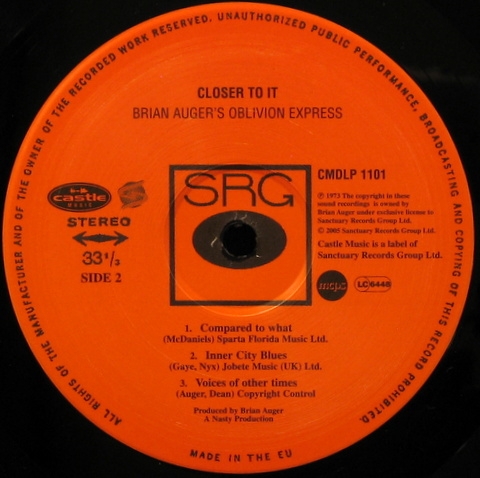 ALL RIGHTS OF THE MANUFACTURER AND OF THE OWNER OF THE RECORDED WORK RESERVED. UNAUTHORIZED PUBLIC PERFORMANCE, BROADCASTING AND COPYING OF THIS RECORD PROHIBITED.
CLOSER TO IT
BRIAN AUGER'S OBLIVION EXPRESS
SRG
CMDLP 1101
℗ 1973 The copyright in these
sound recordings is owned by
Brian Auger under exclusive license to
Sanctuary Records Group Ltd.
© 2005 Sanctuary Records Group Ltd.
Castle Music is a label of
Sanctuary Records Group Ltd.
castle
MUSIC
STEREO
33⅓
SIDE 2
mcps
LC 6448
1. Compared to what
(McDaniels) Sparta Florida Music Ltd.
2. Inner City Blues
(Gaye, Nyx) Jobete Music (UK) Ltd.
3. Voices of other times
(Auger, Dean) Copyright Control
Produced by Brian Auger
A Nasty Production
MADE IN THE EU